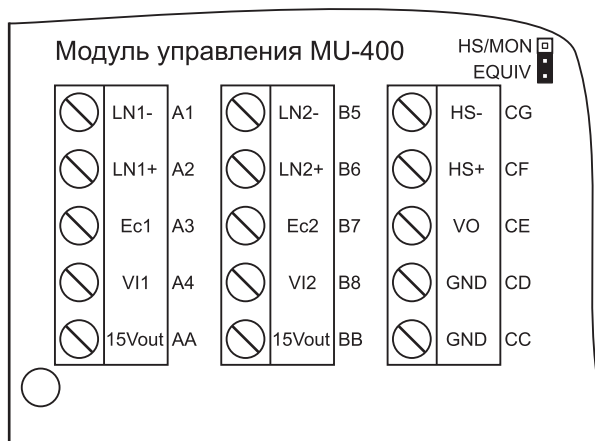 Модуль управления MU-400
HS/MON
EQUIV
LN1- A1 LN2- B5 HS- CG
LN1+ A2 LN2+ B6 HS+ CF
Ec1 A3 Ec2 B7 VO CE
VI1 A4 VI2 B8 GND CD
15Vout AA 15Vout BB GND CC